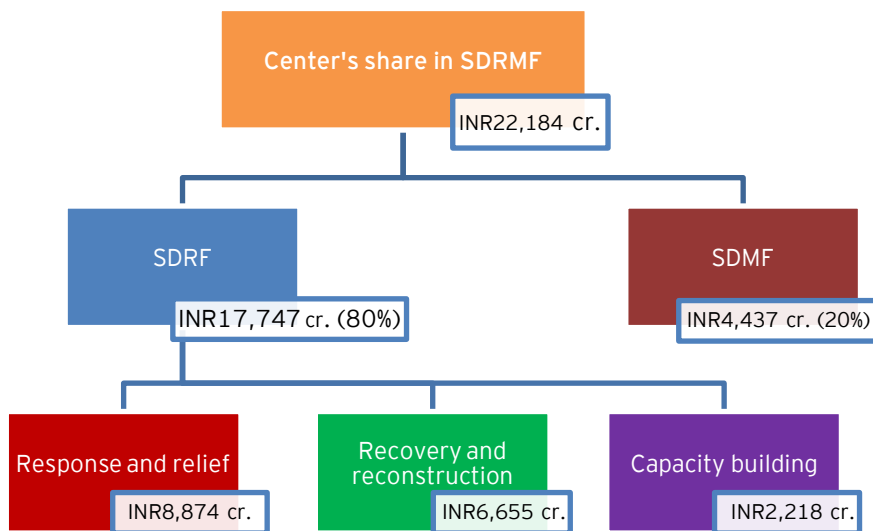 Center's share in SDRMF
INR22,184 cr.
SDRF
INR17,747 cr. (80%)
SDMF
INR4,437 cr. (20%)
Response and relief
INR8,874 cr.
Recovery and
reconstruction
INR6,655 cr.
Capacity building
INR2,218 cr.